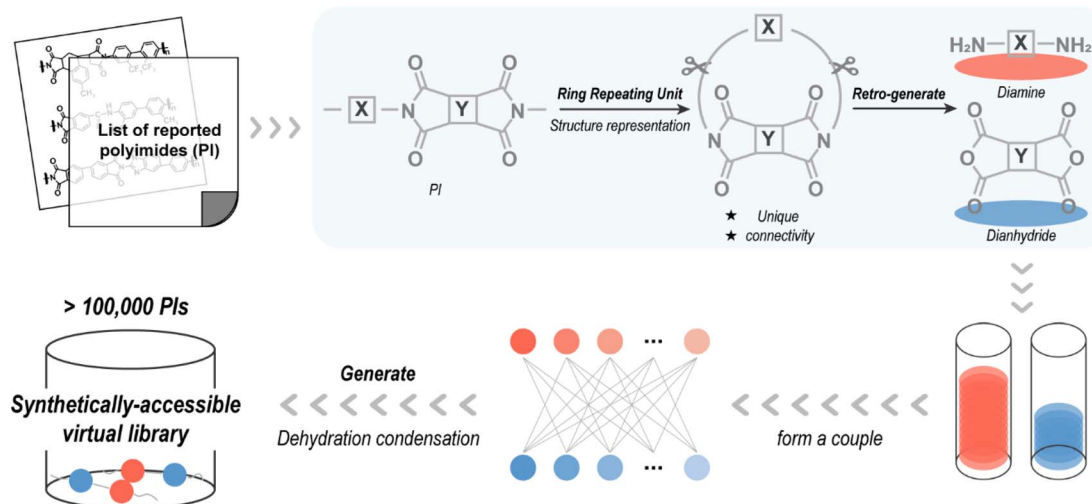 List of reported
polyimides (PI)
X
N
Y
N
O
O
O
O
PI
Ring Repeating Unit
Structure representation
X
O
O
N
Y
N
O
O
★ Unique
★ connectivity
Retro-generate
H₂N
X
NH₂
Diamine
O
O
O
Y
O
O
O
Dianhydride
> 100,000 PIs
Synthetically-accessible
virtual library
Generate
Dehydration condensation
...
...
form a couple